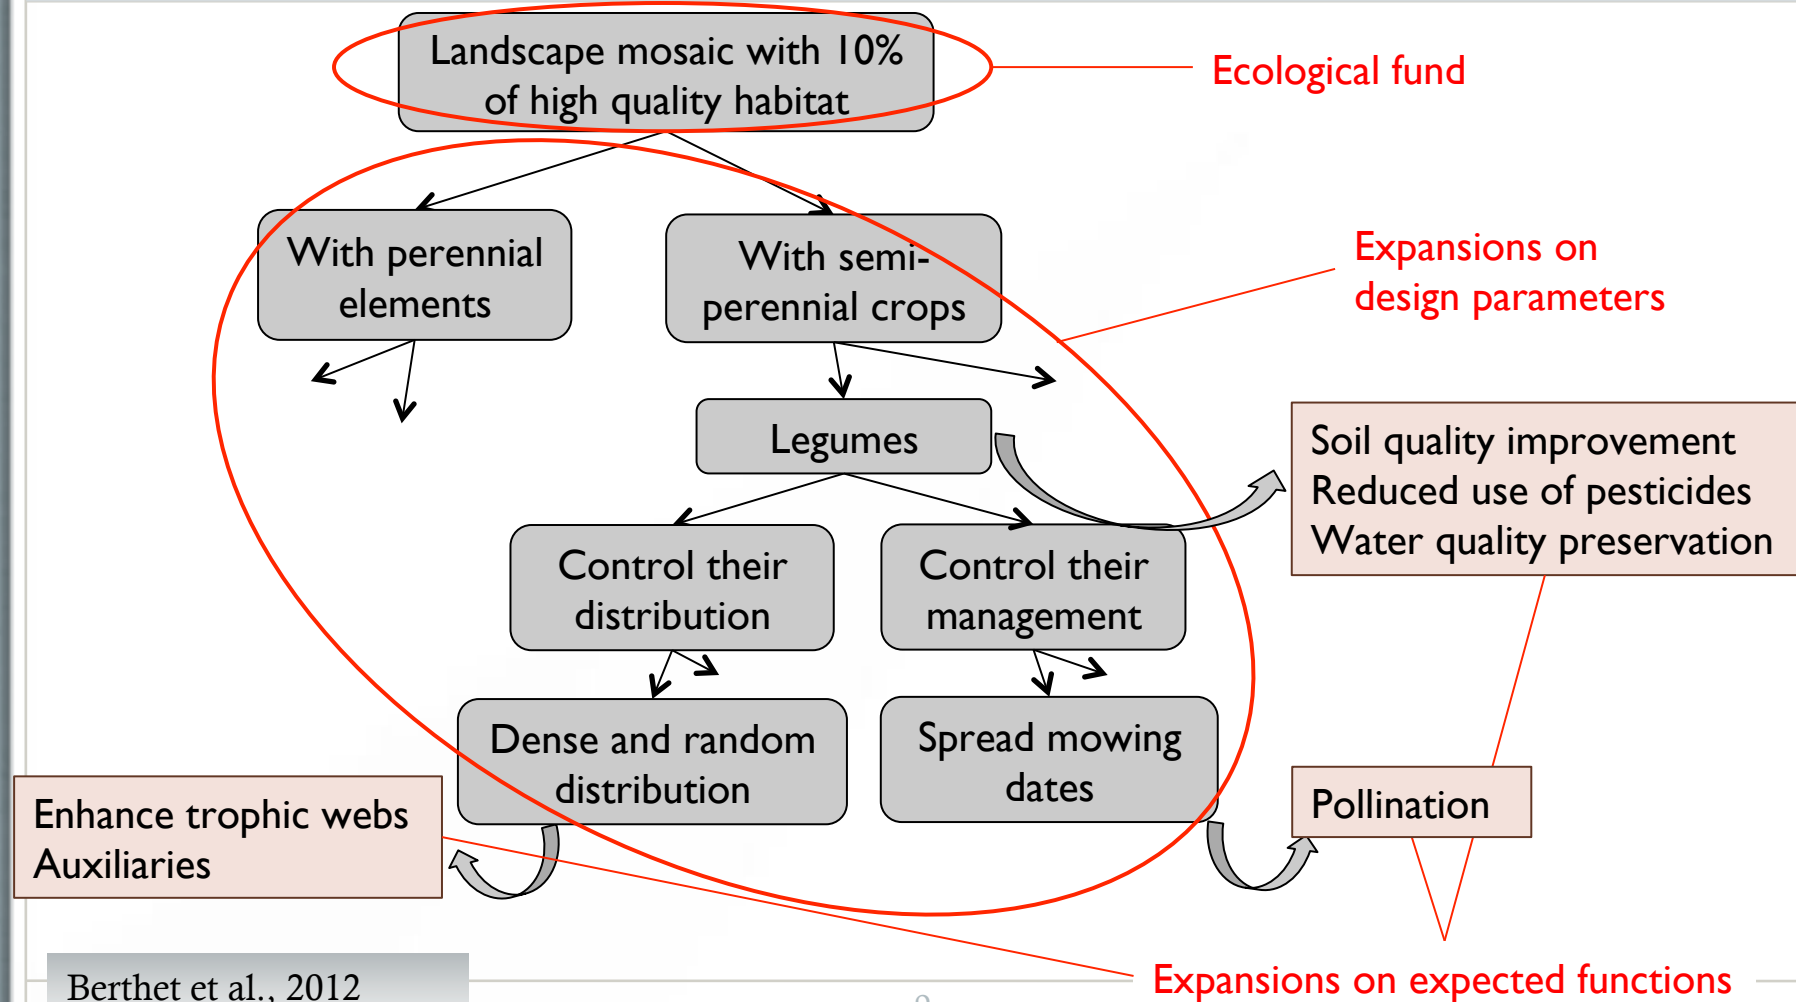 Landscape mosaic with 10%
of high quality habitat
Ecological fund
With perennial
elements
With semi-
perennial crops
Expansions on
design parameters
Legumes
Soil quality improvement
Reduced use of pesticides
Water quality preservation
Control their
distribution
Control their
management
Dense and random
distribution
Spread mowing
dates
Enhance trophic webs
Auxiliaries
Pollination
Berthet et al., 2012
Expansions on expected functions